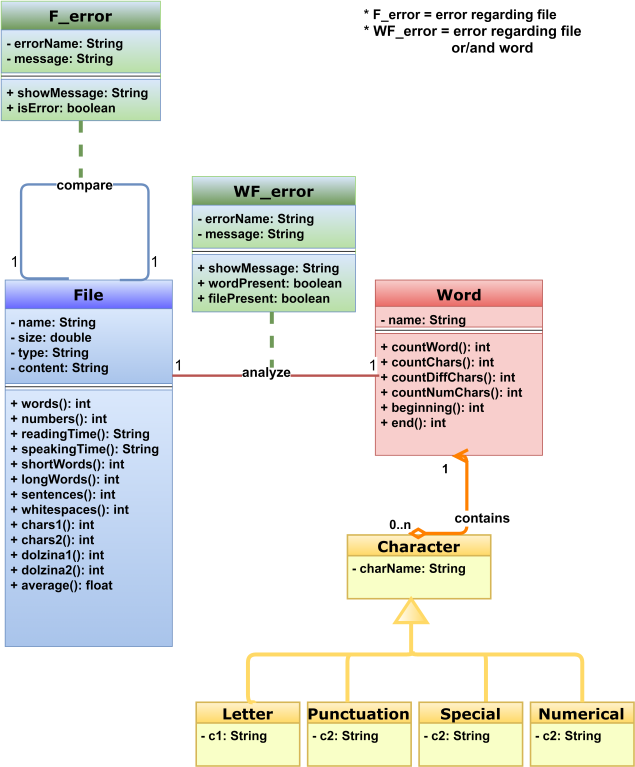 F_error
- errorName: String
- message: String
+ showMessage: String
+ isError: boolean
* F_error = error regarding file
* WF_error = error regarding file
or/and word
compare
1
1
WF_error
- errorName: String
- message: String
+ showMessage: String
+ wordPresent: boolean
+ filePresent: boolean
File
- name: String
- size: double
- type: String
- content: String
+ words(): int
+ numbers(): int
+ readingTime(): String
+ speakingTime(): String
+ shortWords(): int
+ longWords(): int
+ sentences(): int
+ whitespaces(): int
+ chars1(): int
+ chars2(): int
+ dolzina1(): int
+ dolzina2(): int
+ average(): float
1
analyze
1
Word
- name: String
+ countWord(): int
+ countChars(): int
+ countDiffChars(): int
+ countNumChars(): int
+ beginning(): int
+ end(): int
1
contains
0..n
Character
- charName: String
Letter
- c1: String
Punctuation
- c2: String
Special
- c2: String
Numerical
- c2: String